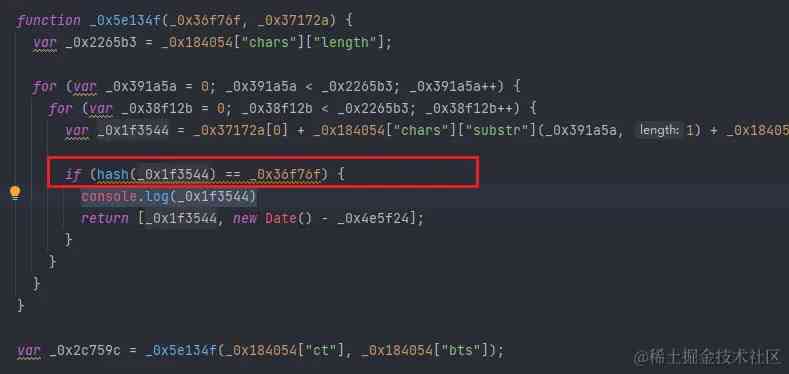 function _0x5e134f(_0x36f76f, _0x37172a) {
  var _0x2265b3 = _0x184054["chars"]["length"];
  for (var _0x391a5a = 0; _0x391a5a < _0x2265b3; _0x391a5a++) {
    for (var _0x38f12b = 0; _0x38f12b < _0x2265b3; _0x38f12b++) {
      var _0x1f3544 = _0x37172a[0] + _0x184054["chars"]["substr"](_0x391a5a, length: 1) + _0x18405
      if (hash(_0x1f3544) == _0x36f76f) {
        console.log(_0x1f3544)
        return [_0x1f3544, new Date() - _0x4e5f24];
      }
    }
  }
}
var _0x2c759c = _0x5e134f(_0x184054["ct"], _0x184054["bts"]);
@稀土掘金技术社区